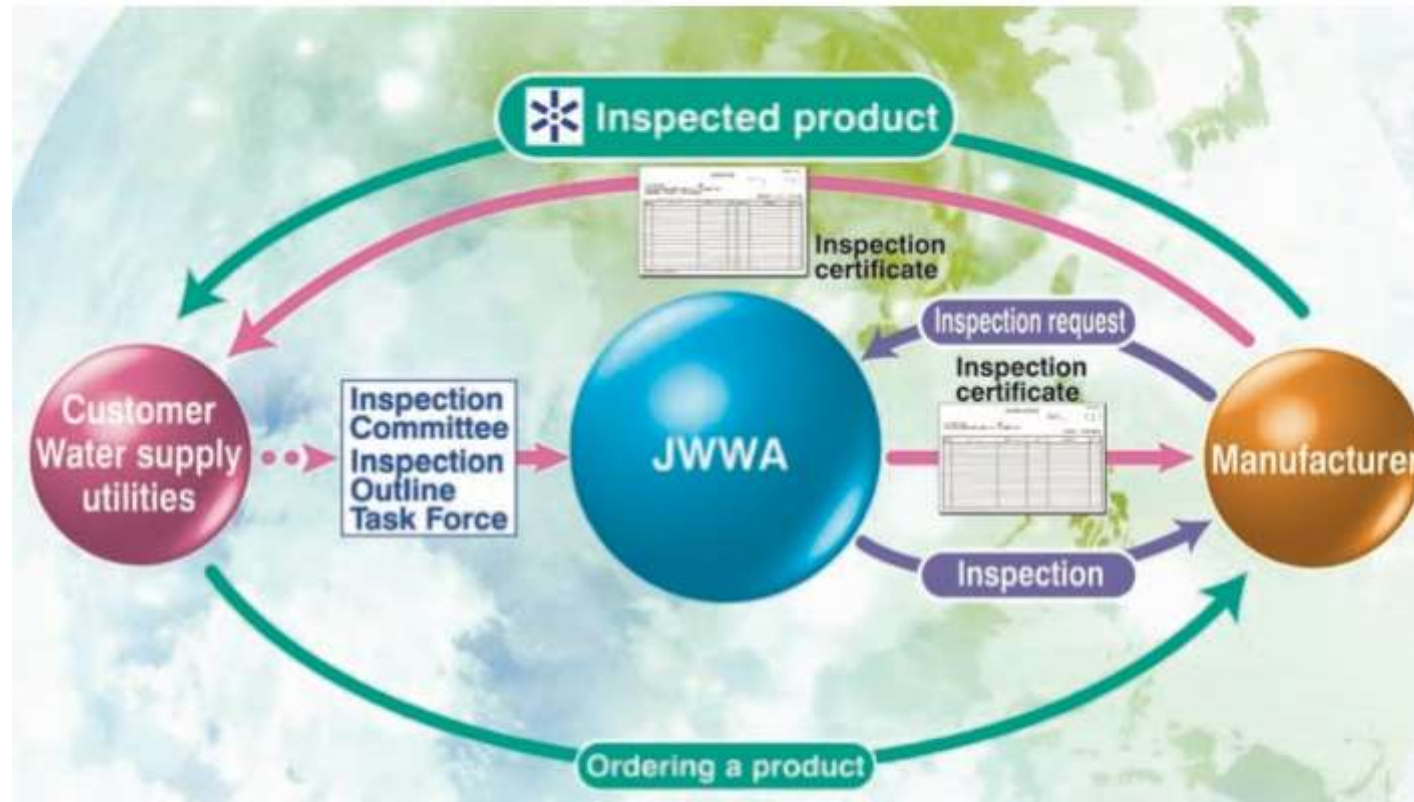 Inspected product
Inspection
certificate
Inspection request
Inspection
certificate
Customer
Water supply
utilities
Inspection
Committee
Inspection
Outline
Task Force
JWWA
Manufacturer
Inspection
Ordering a product